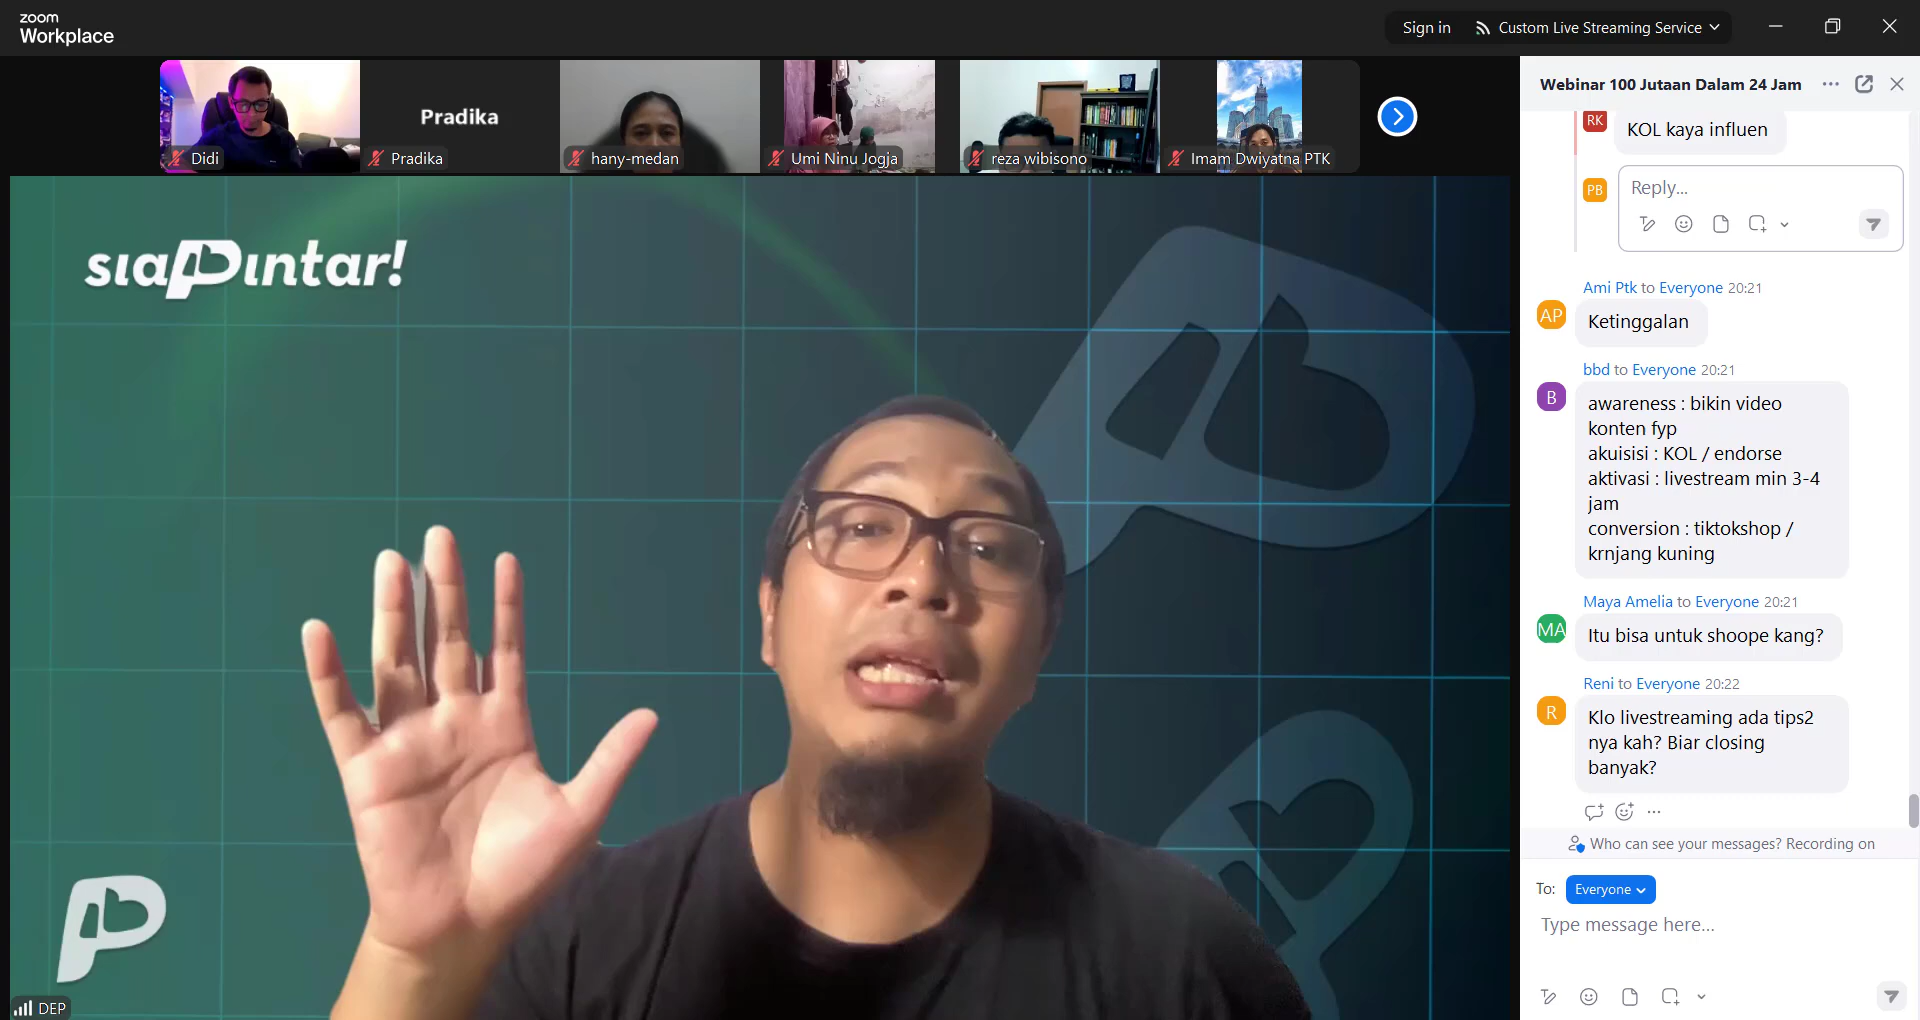 zoom
Workplace
Sign in
Custom Live Streaming Service
Didi
Pradika
Pradika
hany-medan
Umi Ninu Jogja
reza wibisono
Imam Dwiyatna PTK
sıaPıntar!
DEP
Webinar 100 Jutaan Dalam 24 Jam
RK
KOL kaya influen
PB
Reply...
Ami Ptk to Everyone 20:21
AP
Ketinggalan
bbd to Everyone 20:21
B
awareness : bikin video
konten fyp
akuisisi : KOL / endorse
aktivasi : livestream min 3-4
jam
conversion : tiktokshop /
krnjang kuning
Maya Amelia to Everyone 20:21
MA
Itu bisa untuk shoope kang?
Reni to Everyone 20:22
R
Klo livestreaming ada tips2
nya kah? Biar closing
banyak?
Who can see your messages? Recording on
To: Everyone
Type message here...